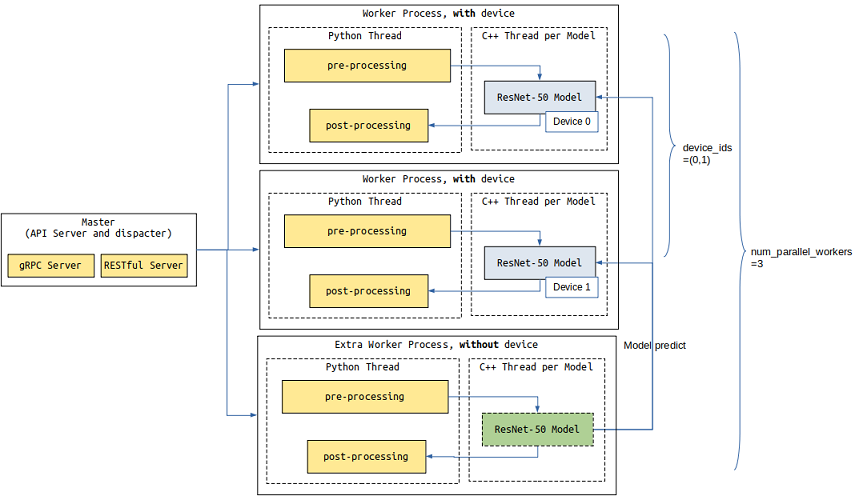 Worker Process, with device
Python Thread
C++ Thread per Model
pre-processing
ResNet-50 Model
Device 0
post-processing
device_ids
=(0,1)
Worker Process, with device
Python Thread
C++ Thread per Model
Master
(API Server and dispacter)
gRPC Server
RESTful Server
pre-processing
ResNet-50 Model
Device 1
post-processing
num_parallel_workers
=3
Extra Worker Process, without device
Model predict
Python Thread
C++ Thread per Model
pre-processing
ResNet-50 Model
post-processing